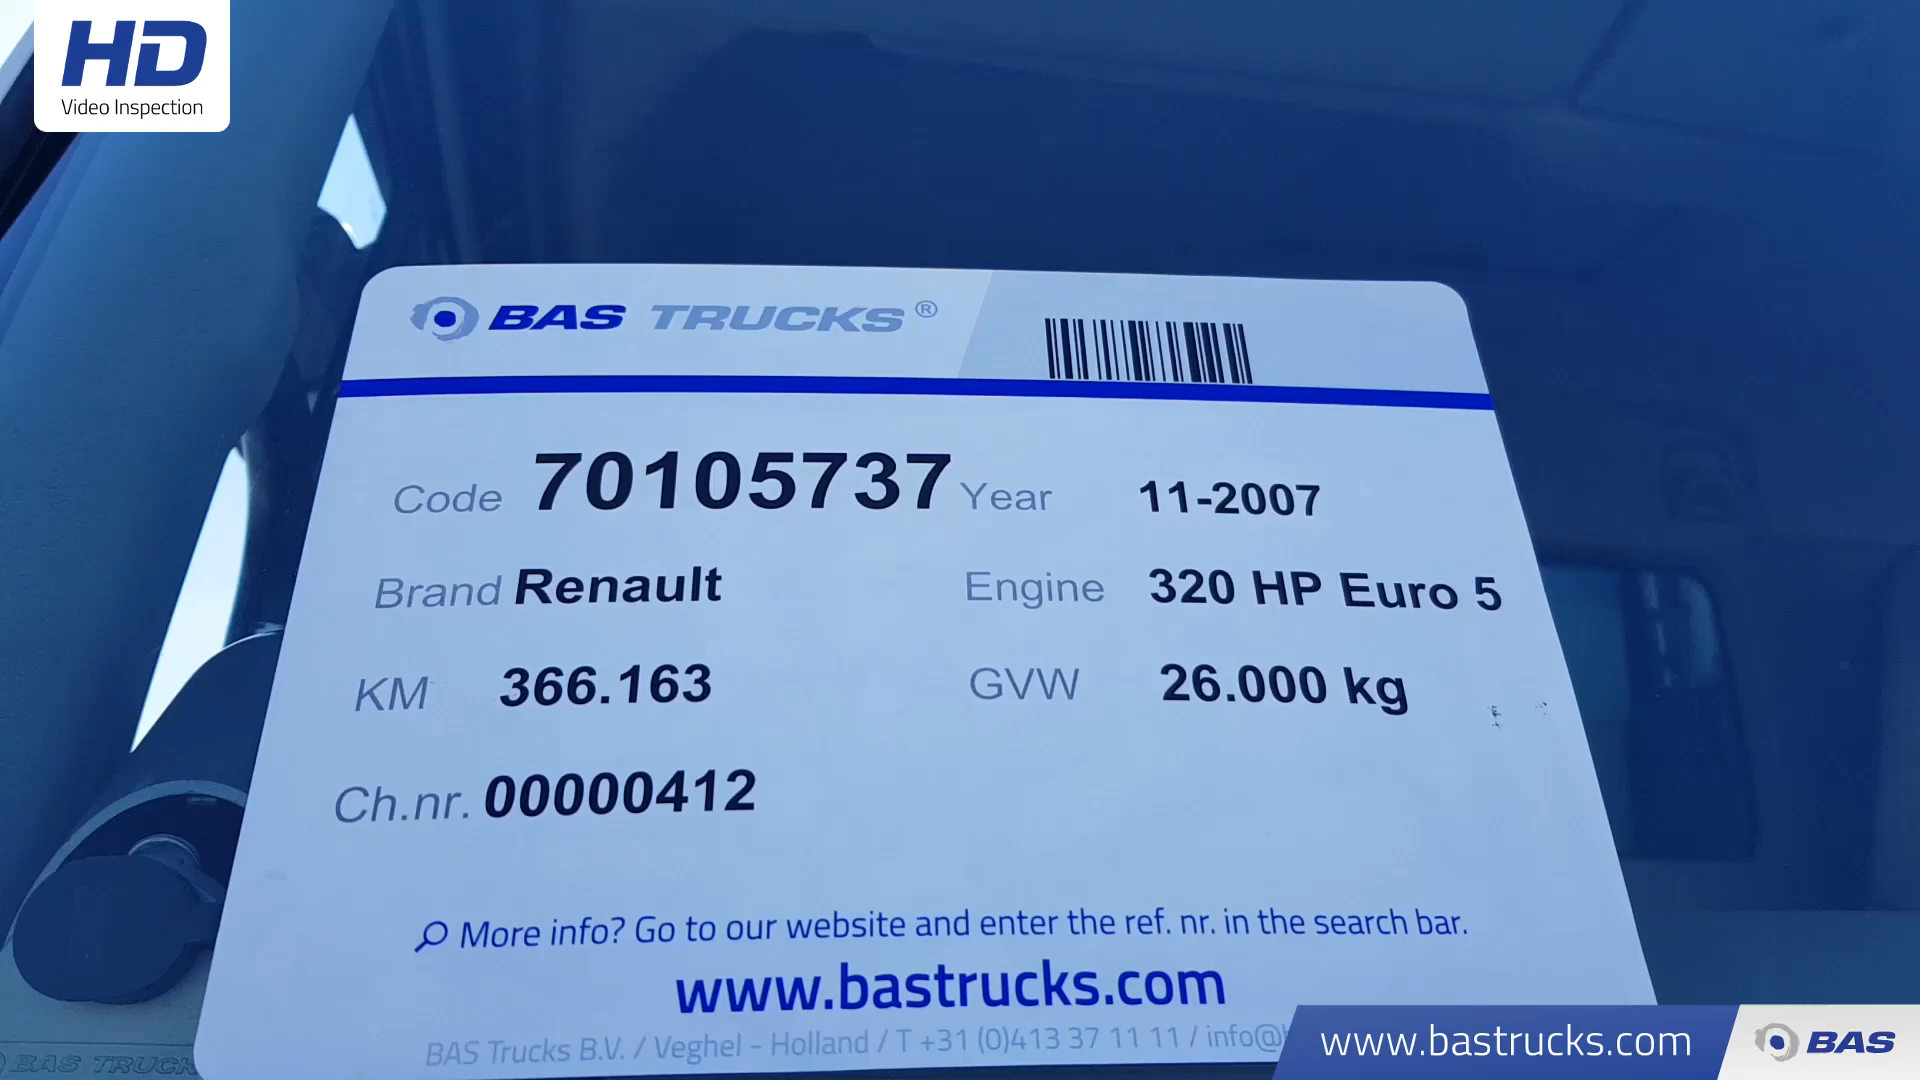 HD
Video Inspection
BAS TRUCKS®
Code 70105737 Year 11-2007
Brand Renault Engine 320 HP Euro 5
KM 366.163 GVW 26.000 kg
Ch.nr. 00000412
More info? Go to our website and enter the ref. nr. in the search bar.
www.bastrucks.com
BAS Trucks B.V. / Veghel - Holland / T +31 (0)413 37 11 11 / info@
www.bastrucks.com BAS
BAS TRUCK